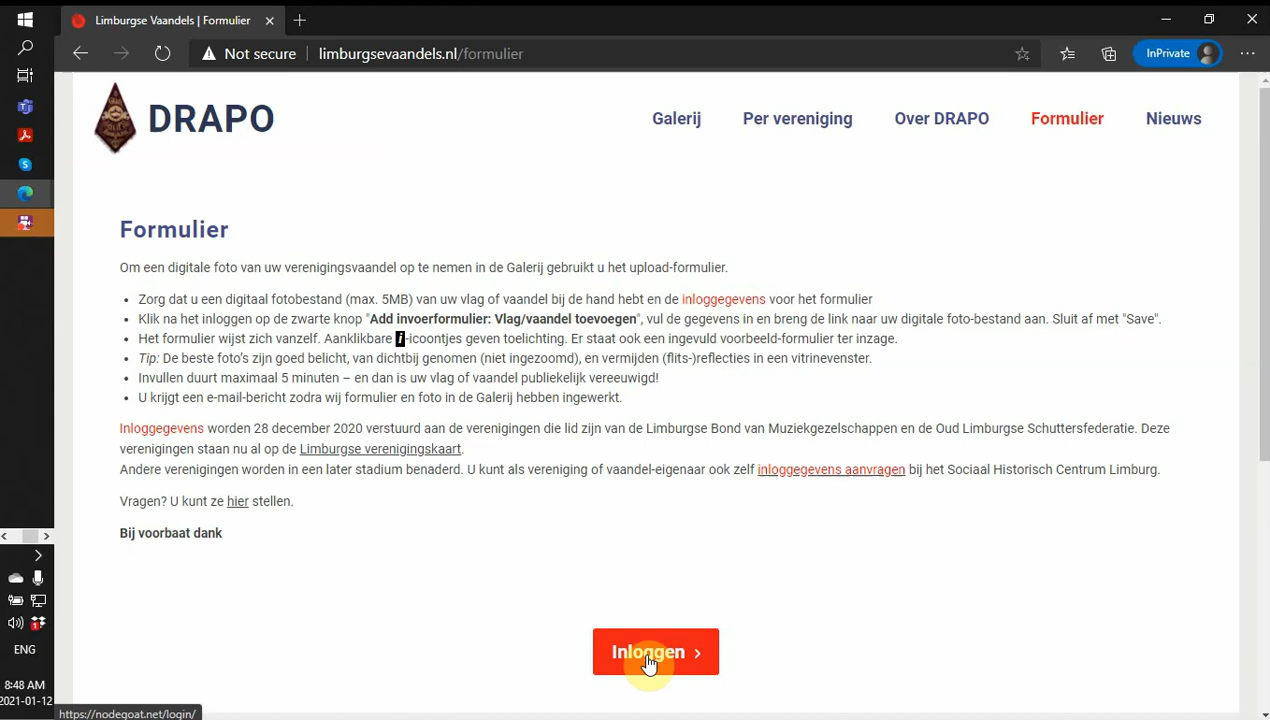 Limburgse Vaandels | Formulier
Not secure
limburgsevaandels.nl/formulier
InPrivate
DRAPO
Galerij
Per vereniging
Over DRAPO
Formulier
Nieuws
Formulier
Om een digitale foto van uw verenigingsvaandel op te nemen in de Galerij gebruikt u het upload-formulier.
• Zorg dat u een digitaal fotobestand (max. 5MB) van uw vlag of vaandel bij de hand hebt en de inloggegevens voor het formulier
• Klik na het inloggen op de zwarte knop "Add invoerformulier: Vlag/vaandel toevoegen", vul de gegevens in en breng de link naar uw digitale foto-bestand aan. Sluit af met "Save".
• Het formulier wijst zich vanzelf. Aanklikbare i-icoontjes geven toelichting. Er staat ook een ingevuld voorbeeld-formulier ter inzage.
• Tip: De beste foto's zijn goed belicht, van dichtbij genomen (niet ingezoomd), en vermijden (flits-)reflecties in een vitrinevenster.
• Invullen duurt maximaal 5 minuten – en dan is uw vlag of vaandel publiekelijk vereeuwigd!
• U krijgt een e-mail-bericht zodra wij formulier en foto in de Galerij hebben ingewerkt.
Inloggegevens worden 28 december 2020 verstuurd aan de verenigingen die lid zijn van de Limburgse Bond van Muziekgezelschappen en de Oud Limburgse Schuttersfederatie. Deze
verenigingen staan nu al op de Limburgse verenigingskaart.
Andere verenigingen worden in een later stadium benaderd. U kunt als vereniging of vaandel-eigenaar ook zelf inloggegevens aanvragen bij het Sociaal Historisch Centrum Limburg.
Vragen? U kunt ze hier stellen.
Bij voorbaat dank
Inloggen ›
ENG
8:48 AM
2021-01-12
https://nodegoat.net/login/